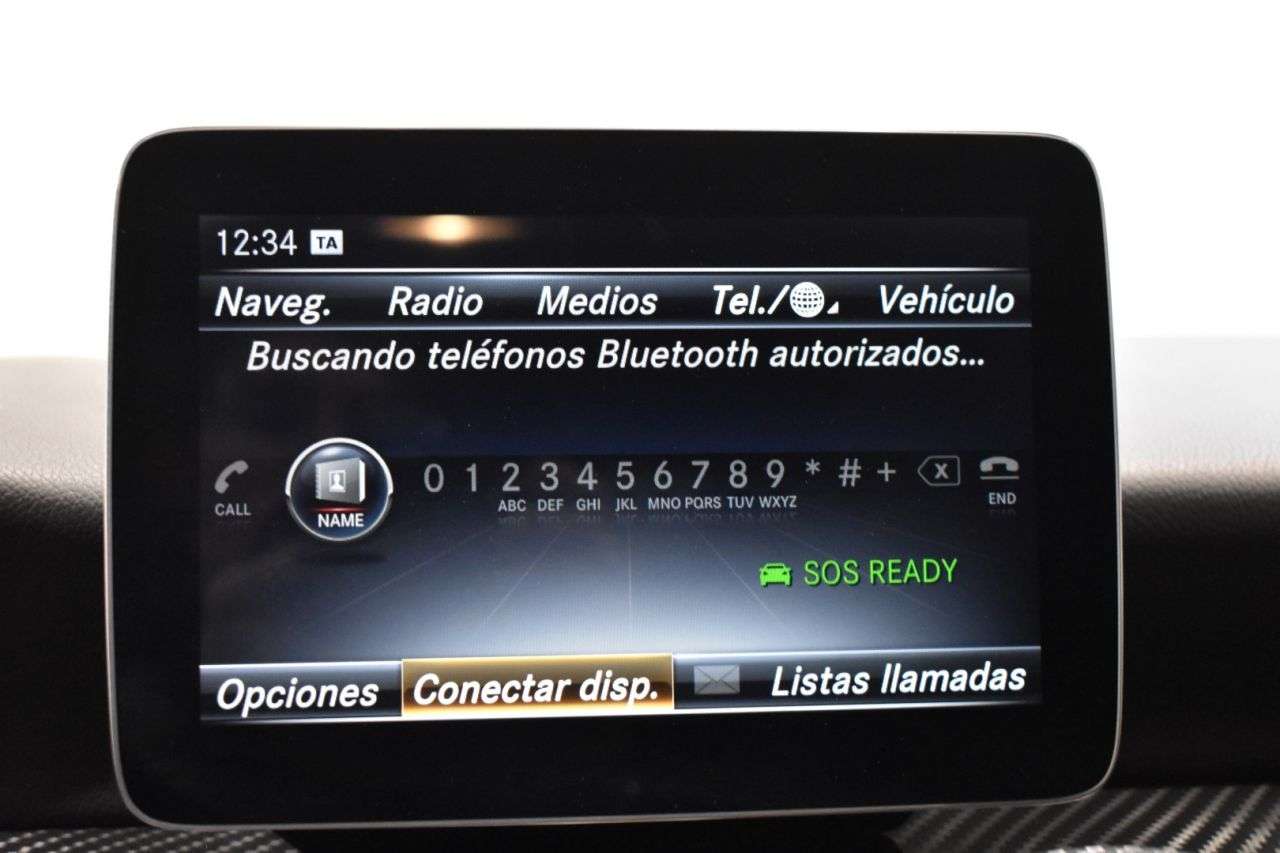 12:34 TA
Naveg. Radio Medios Tel./ Vehículo
Buscando teléfonos Bluetooth autorizados...
0 1 2 3 4 5 6 7 8 9 * # + X
CALL NAME ABC DEF GHI JKL MNO PQRS TUV WXYZ END
SOS READY
Opciones Conectar disp. Listas llamadas